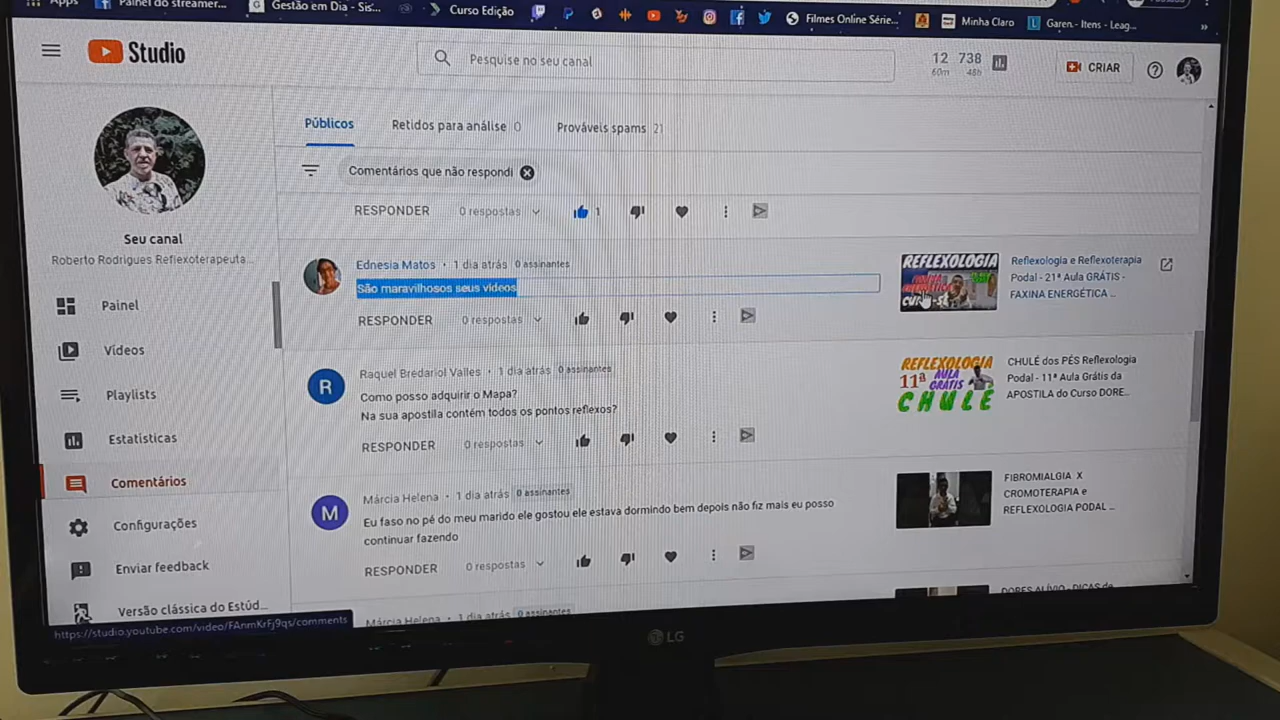 Apps
Painel do streamer...
Gestão em Dia - Sis...
Curso Edição
Filmes Online Série...
Minha Claro
Garen - Itens - Leag...
»
Studio
Pesquise no seu canal
12 738
60m 48h
CRIAR
Públicos
Retidos para análise 0
Prováveis spams 21
Comentários que não respondi
RESPONDER
0 respostas
1
Seu canal
Roberto Rodrigues Reflexoterapeuta...
Painel
Vídeos
Playlists
Estatísticas
Comentários
Configurações
Enviar feedback
Versão clássica do Estúd...
Ednesia Matos • 1 dia atrás 0 assinantes
São maravilhosos seus vídeos
RESPONDER
0 respostas
REFLEXOLOGIA
Reflexologia e Reflexoterapia
Podal - 21ª Aula GRÁTIS -
FAXINA ENERGÉTICA ...
Raquel Bredariol Valles • 1 dia atrás 0 assinantes
R
Como posso adquirir o Mapa?
Na sua apostila contém todos os pontos reflexos?
RESPONDER
0 respostas
REFLEXOLOGIA
11ª AULA
GRÁTIS
CHULÉ
CHULÉ dos PÉS Reflexologia
Podal - 11ª Aula Grátis da
APOSTILA do Curso DORE...
Márcia Helena • 1 dia atrás 0 assinantes
M
Eu faso no pé do meu marido ele gostou ele estava dormindo bem depois não fiz mais eu posso
continuar fazendo
RESPONDER
0 respostas
FIBROMIALGIA X
CROMOTERAPIA e
REFLEXOLOGIA PODAL ...
Márcia Helena • 1 dia atrás 0 assinantes
DORES ALÍVIO - DICAS de
https://studio.youtube.com/video/FAnmKrFj9qs/comments
LG